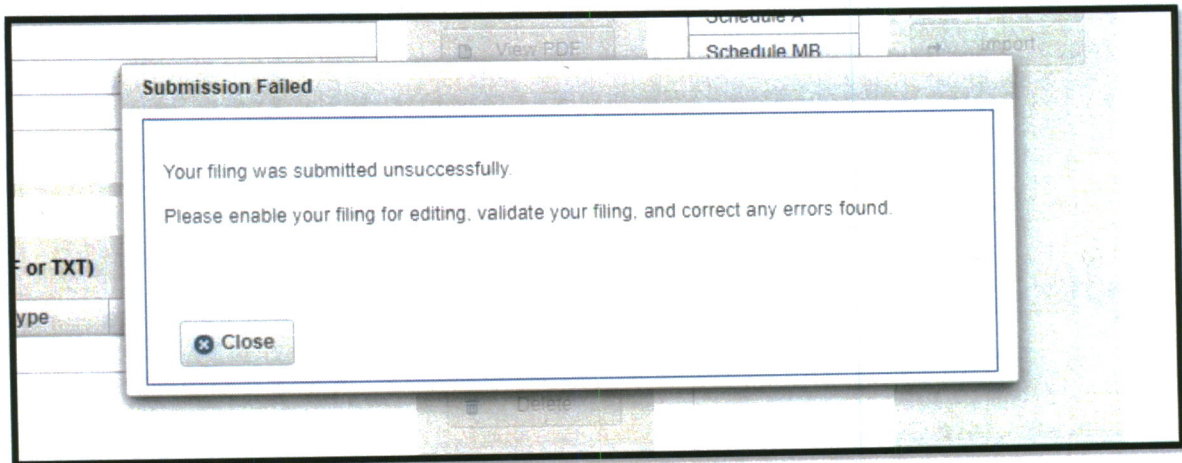 Schedule A
View PDF
Schedule MB
Import
Submission Failed
Your filing was submitted unsuccessfully.
Please enable your filing for editing, validate your filing, and correct any errors found.
F or TXT)
ype
Close
Delete